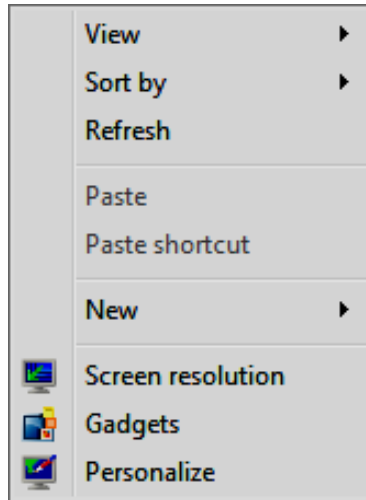 View
Sort by
Refresh
Paste
Paste shortcut
New
Screen resolution
Gadgets
Personalize